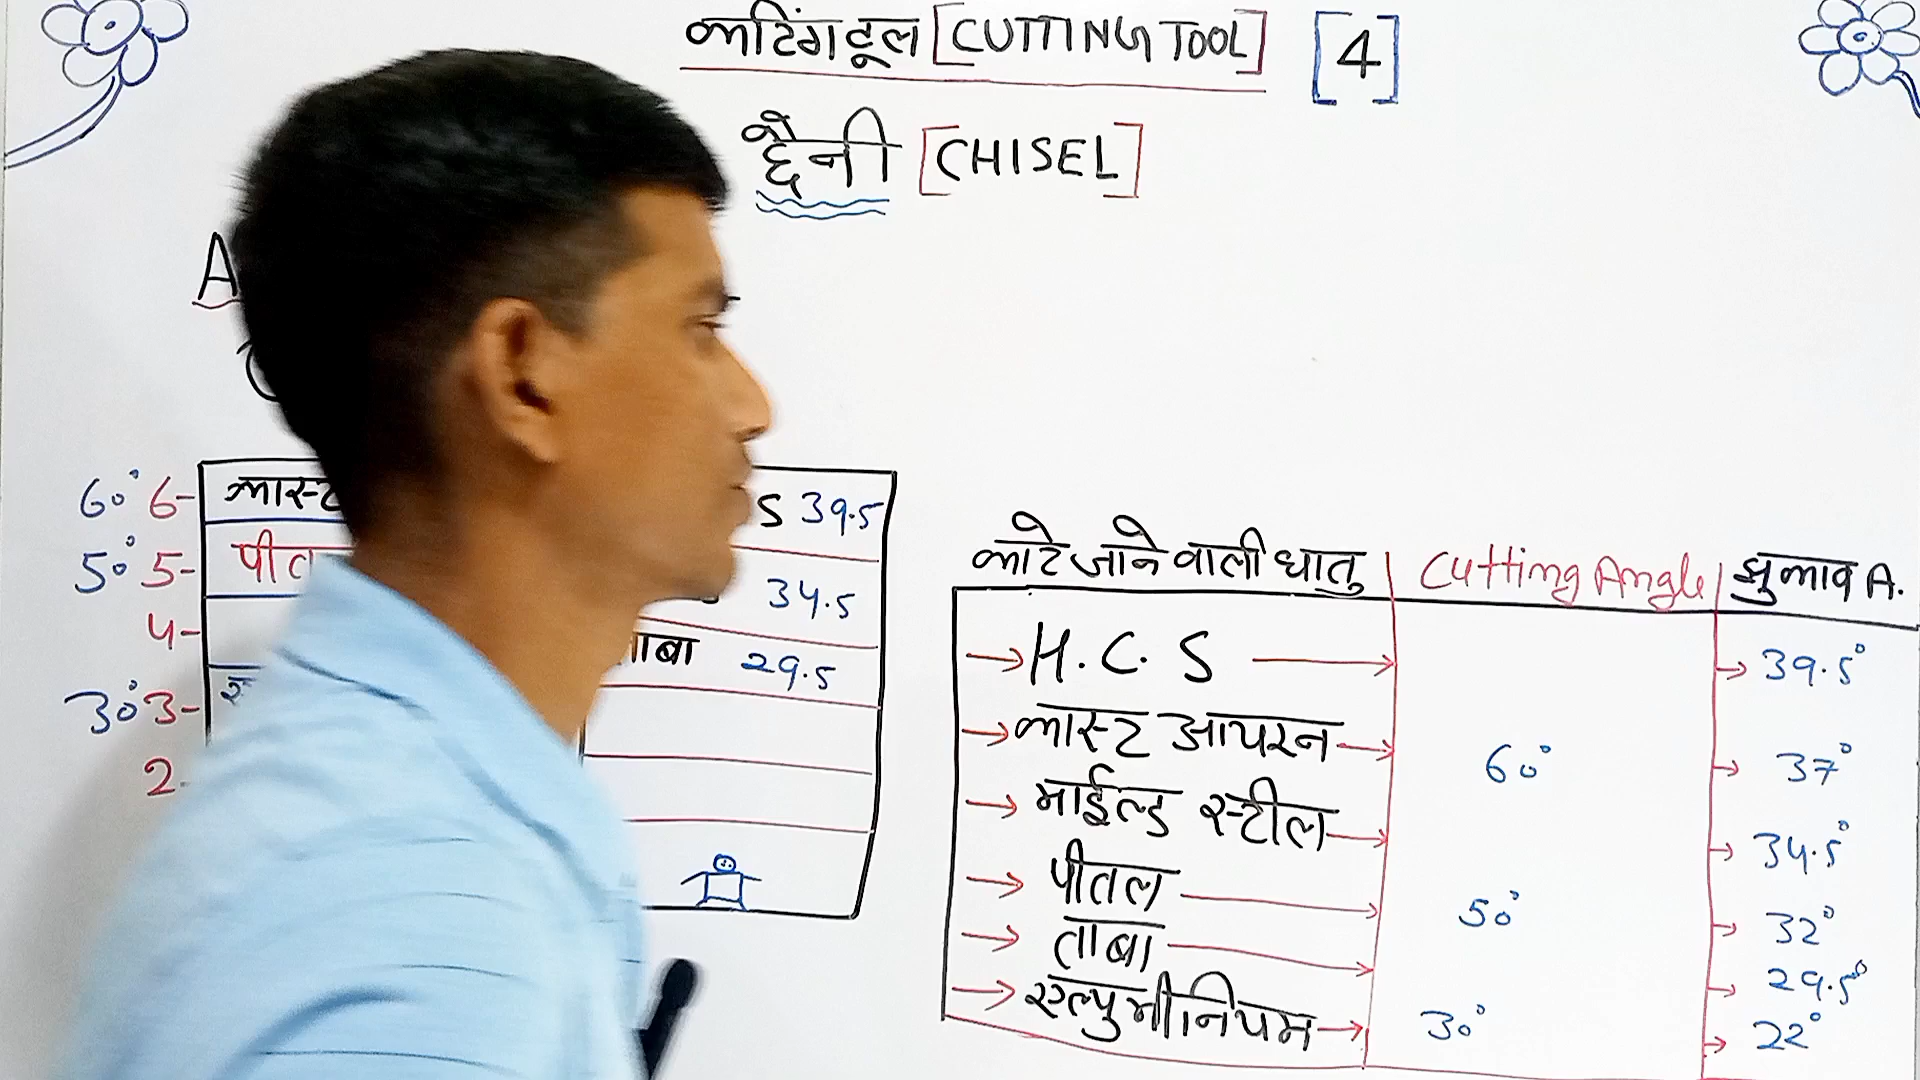 कटिंग टूल [CUTTING TOOL] [4]
छैनी [CHISEL]
A
60° 6- कास्ट S 39.5
50° 5- पीत 34.5
4- ाबा 29.5
30° 3-
2-
काटे जाने वाली धातु | Cutting Angle | झुकाव A.
→ H.C.S → → 39.5°
→ कास्ट आयरन → 60° → 37°
→ माईल्ड स्टील → → 34.5°
→ पीतल → 50° → 32°
→ ताबा → → 29.5°
→ एल्युमीनियम → 30° → 22°